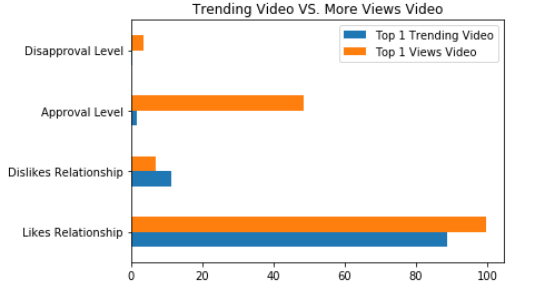 Trending Video VS. More Views Video
Top 1 Trending Video
Top 1 Views Video
Disapproval Level
Approval Level
Dislikes Relationship
Likes Relationship
0 20 40 60 80 100